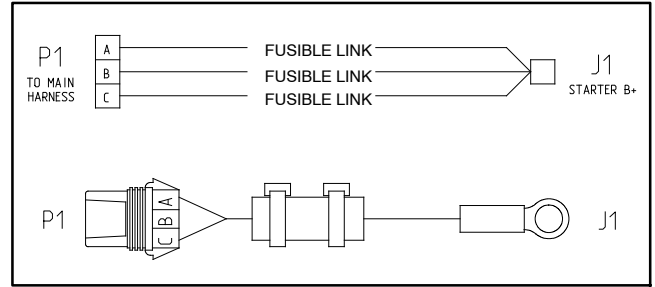 P1
TO MAIN
HARNESS
A
B
C
FUSIBLE LINK
FUSIBLE LINK
FUSIBLE LINK
J1
STARTER B+
P1
A
B
C
J1